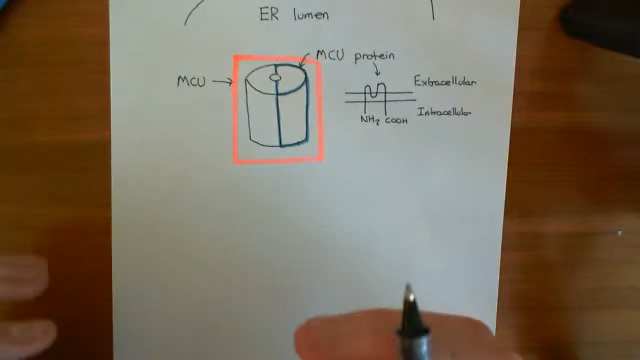 ER lumen
MCU protein
MCU
Extracellular
Intracellular
NH2 COOH